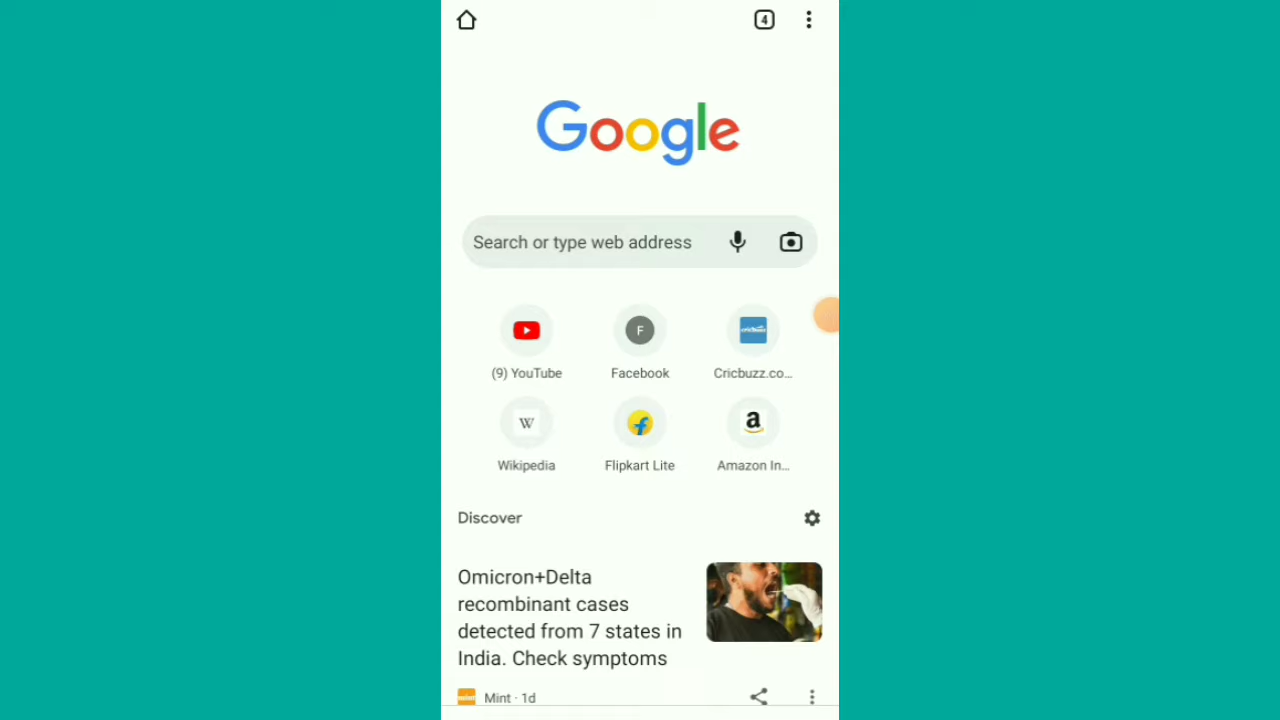 4
Google
Search or type web address
F
cricbuzz
(9) YouTube
Facebook
Cricbuzz.co...
W
f
a
Wikipedia
Flipkart Lite
Amazon In...
Discover
Omicron+Delta
recombinant cases
detected from 7 states in
India. Check symptoms
Mint · 1d